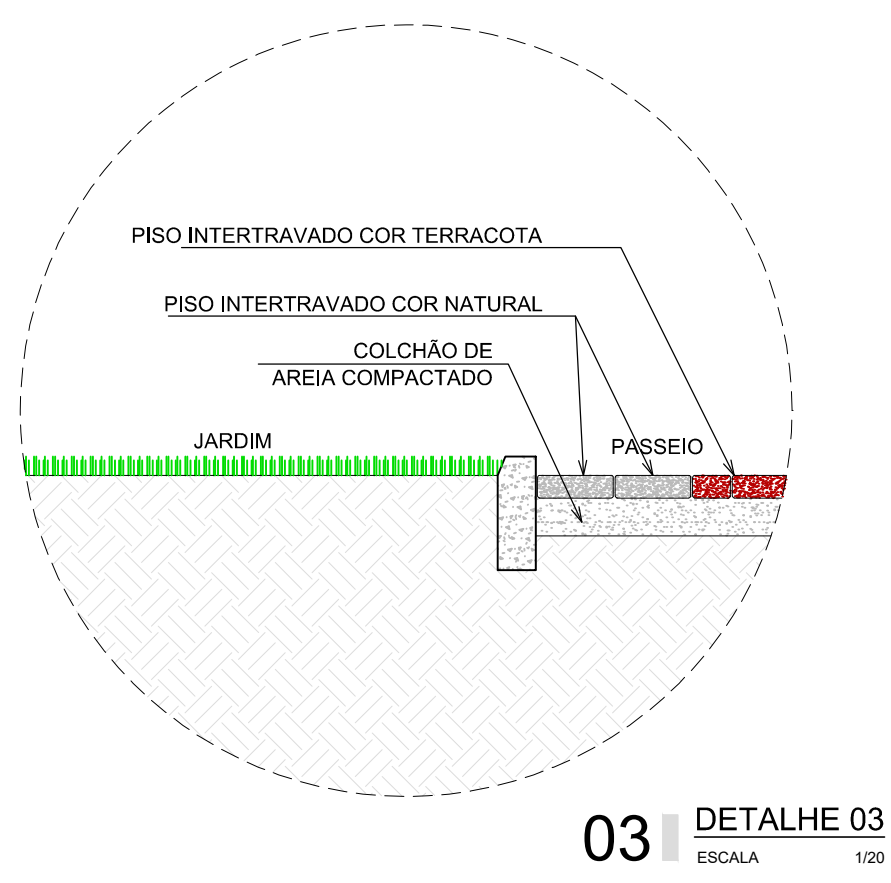 PISO INTERTRAVADO COR TERRACOTA
PISO INTERTRAVADO COR NATURAL
COLCHÃO DE
AREIA COMPACTADO
JARDIM
PASSEIO
03
DETALHE 03
ESCALA 1/20